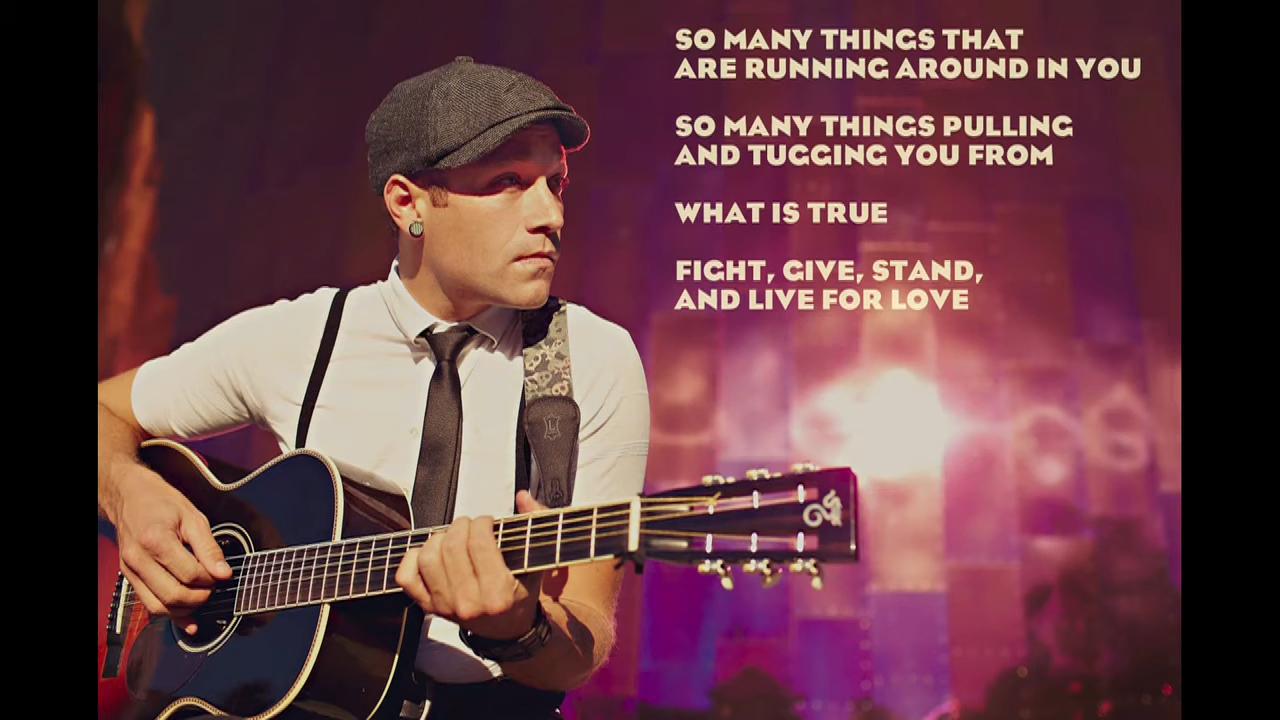 SO MANY THINGS THAT
ARE RUNNING AROUND IN YOU
SO MANY THINGS PULLING
AND TUGGING YOU FROM
WHAT IS TRUE
FIGHT, GIVE, STAND,
AND LIVE FOR LOVE